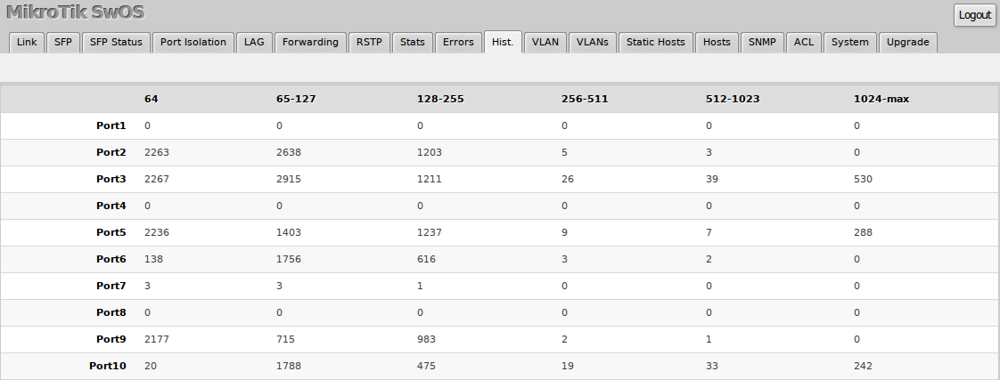 MikroTik SwOS
Logout
Link SFP SFP Status Port Isolation LAG Forwarding RSTP Stats Errors Hist. VLAN VLANs Static Hosts Hosts SNMP ACL System Upgrade
64 65-127 128-255 256-511 512-1023 1024-max
Port1 0 0 0 0 0 0
Port2 2263 2638 1203 5 3 0
Port3 2267 2915 1211 26 39 530
Port4 0 0 0 0 0 0
Port5 2236 1403 1237 9 7 288
Port6 138 1756 616 3 2 0
Port7 3 3 1 0 0 0
Port8 0 0 0 0 0 0
Port9 2177 715 983 2 1 0
Port10 20 1788 475 19 33 242